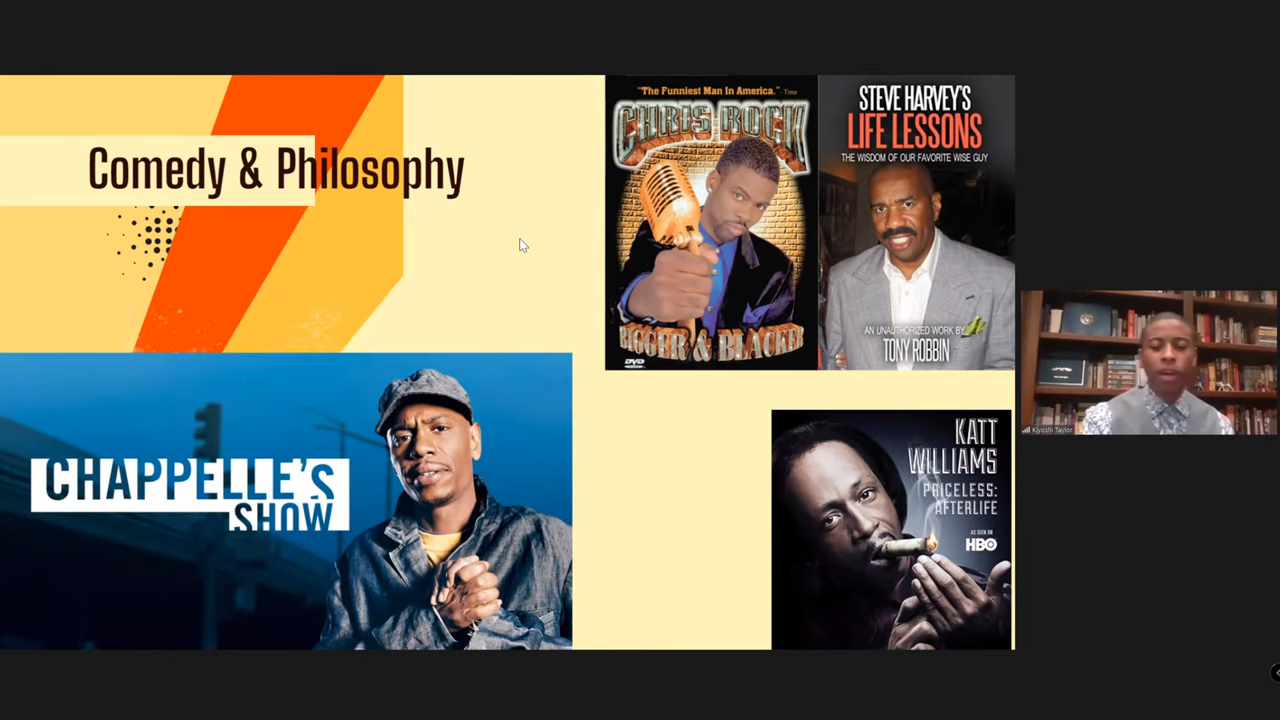 Comedy & Philosophy
"The Funniest Man In America." - Time
CHRIS ROCK
BIGGER & BLACKER
DVD
STEVE HARVEY'S
LIFE LESSONS
THE WISDOM OF OUR FAVORITE WISE GUY
AN UNAUTHORIZED WORK BY
TONY ROBBIN
CHAPPELLE'S
SHOW
KATT
WILLIAMS
PRICELESS:
AFTERLIFE
AS SEEN ON
HBO
Kiyoshi Taylor